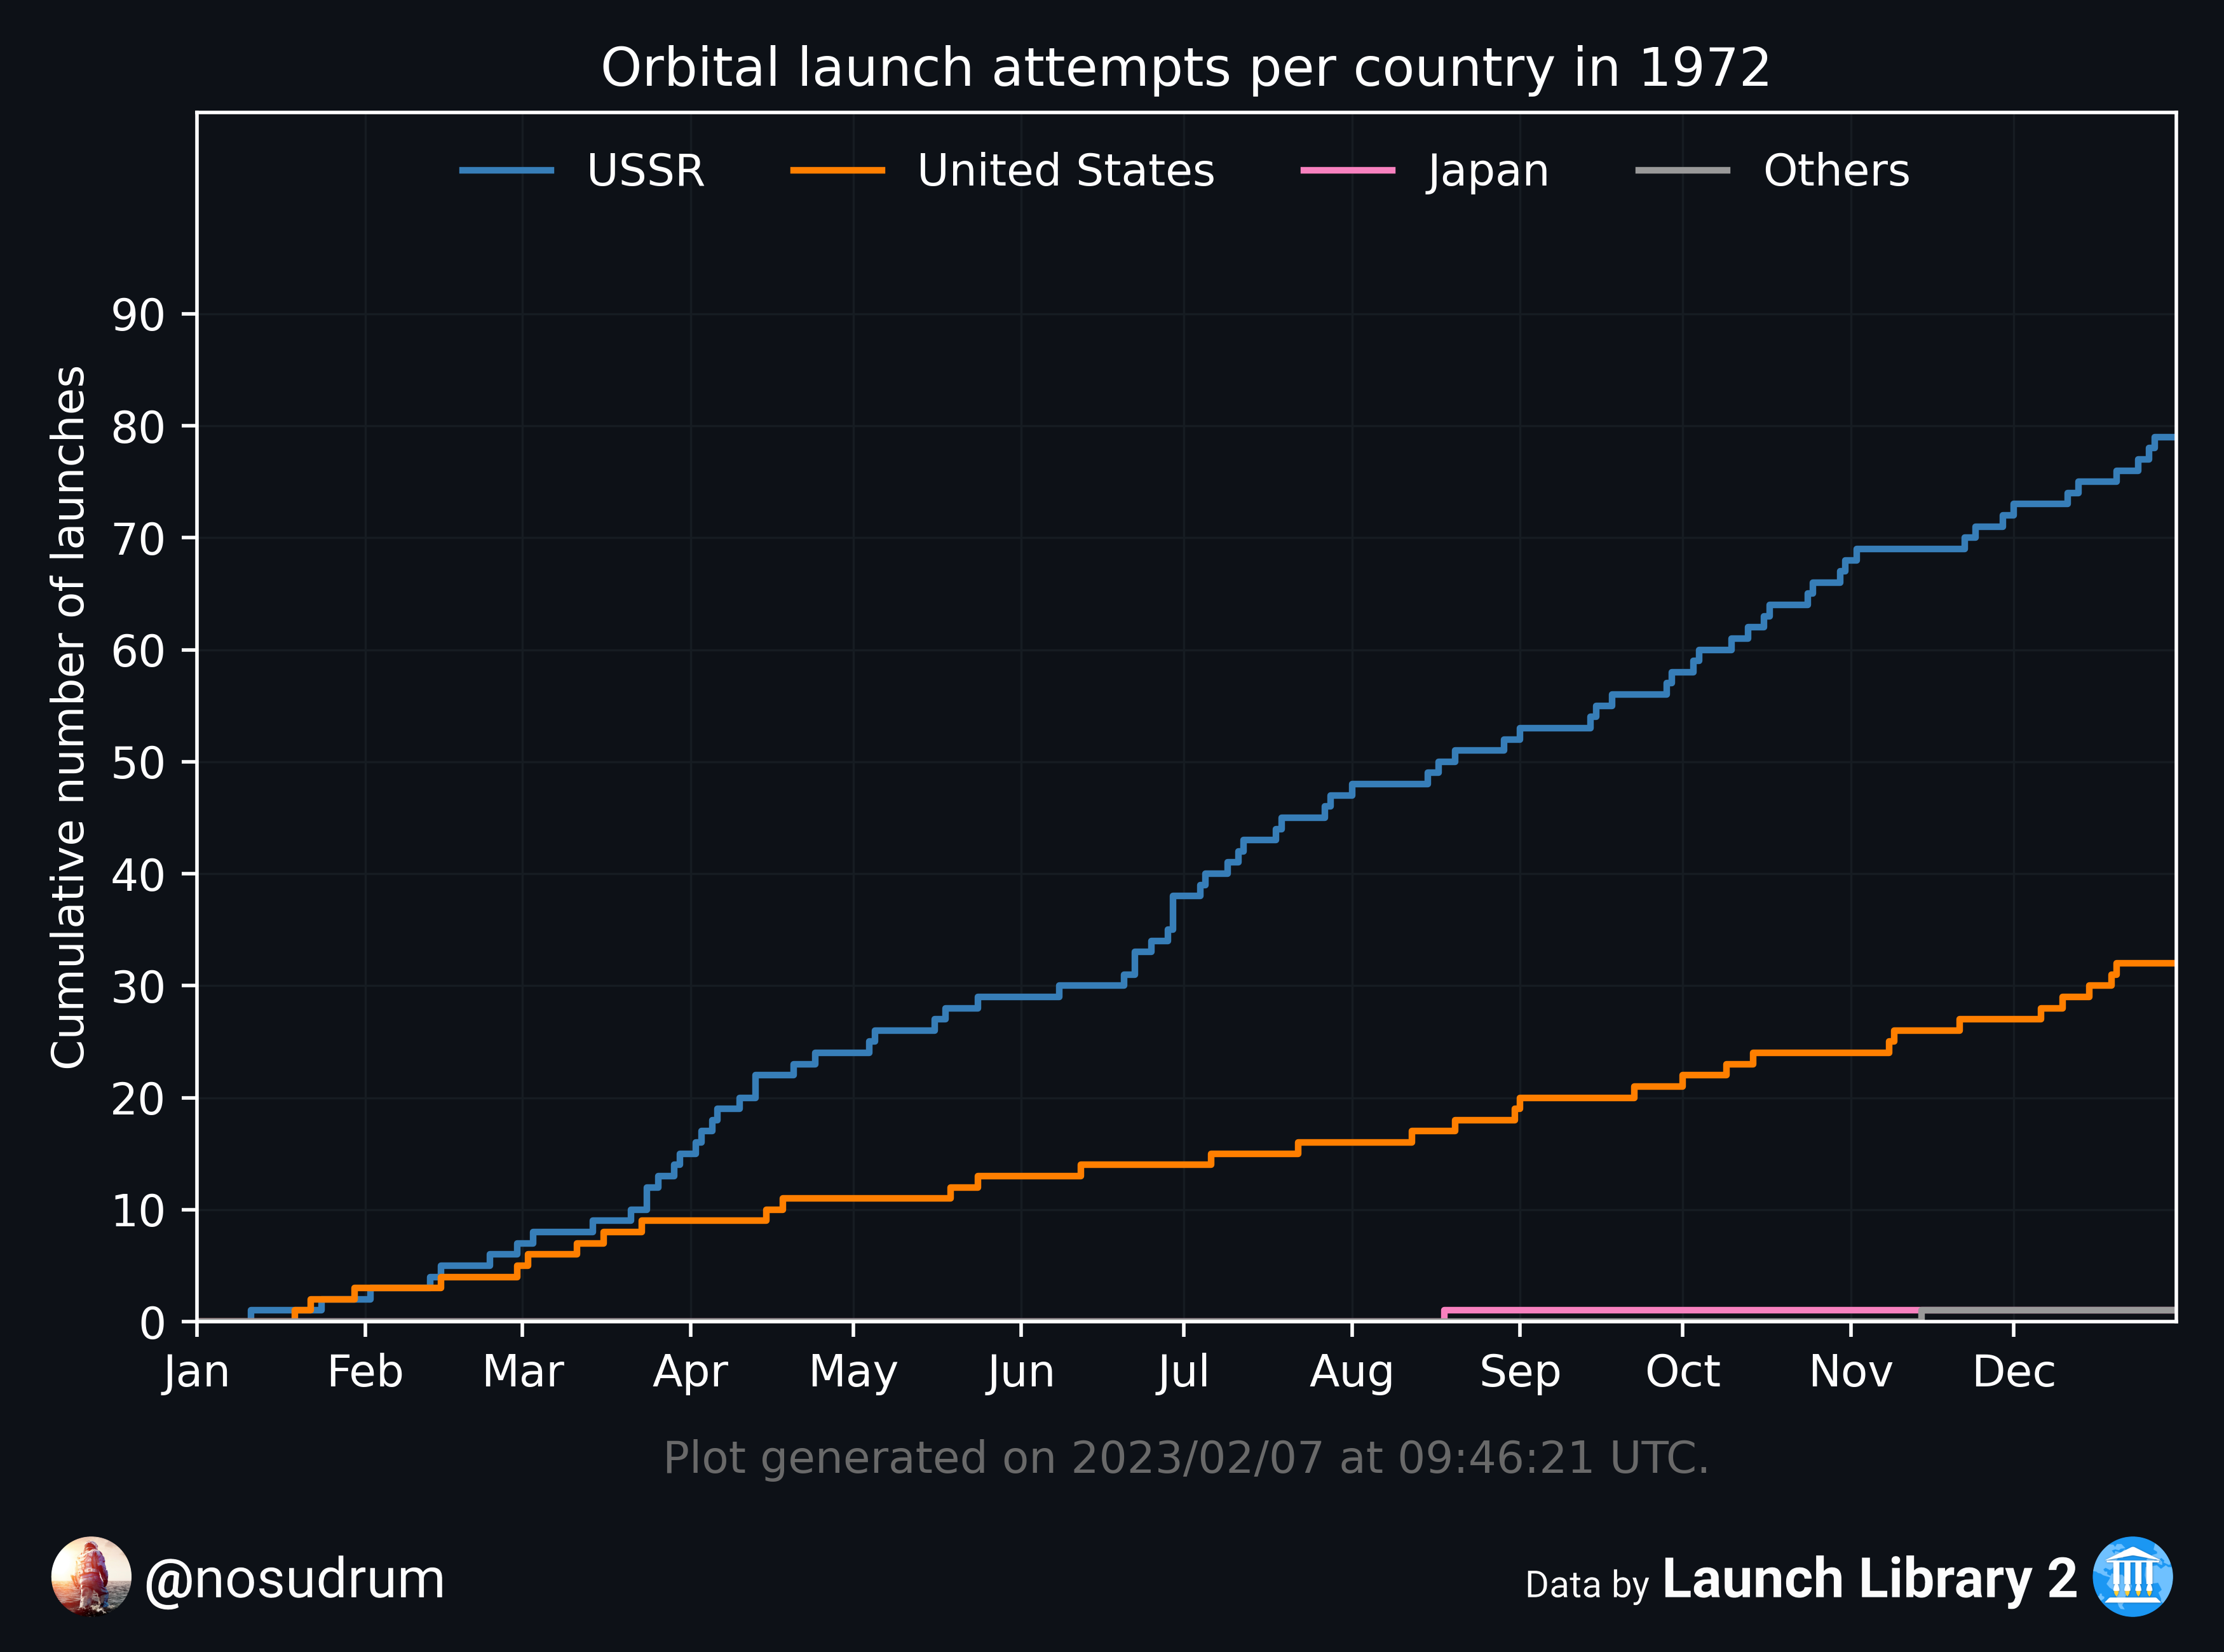 Orbital launch attempts per country in 1972
USSR United States Japan Others
Cumulative number of launches
90
80
70
60
50
40
30
20
10
0
Jan Feb Mar Apr May Jun Jul Aug Sep Oct Nov Dec
Plot generated on 2023/02/07 at 09:46:21 UTC.
@nosudrum
Data by Launch Library 2